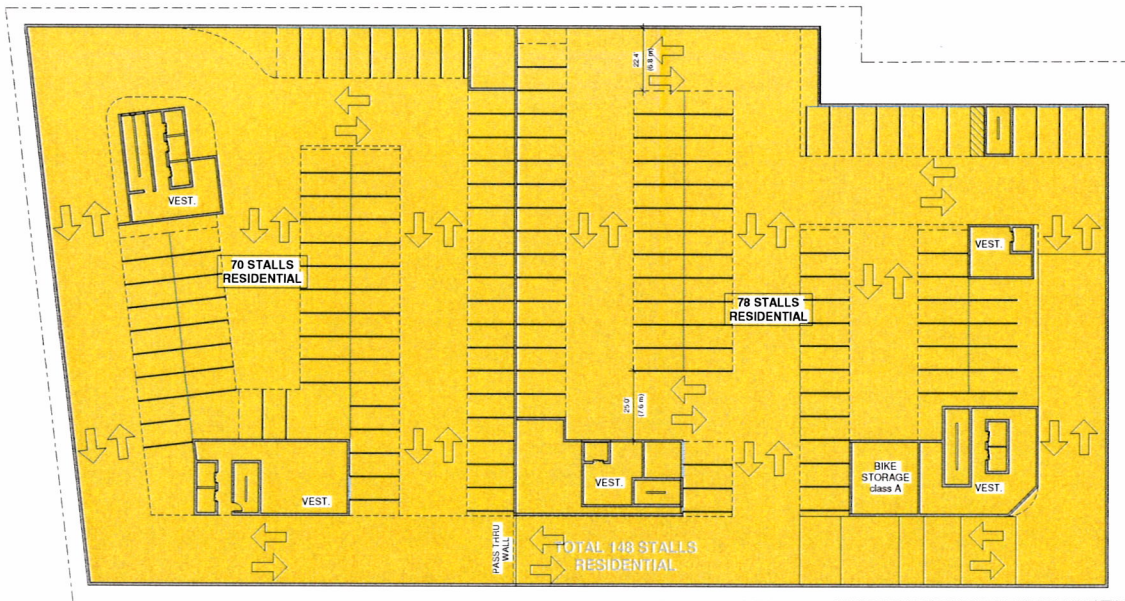 22.4
(6.8 m)
VEST.
VEST.
70 STALLS
RESIDENTIAL
78 STALLS
RESIDENTIAL
25.0
(7.6 m)
BIKE
STORAGE
class A
VEST.
VEST.
VEST.
PASS THRU
WALL
TOTAL 148 STALLS
RESIDENTIAL